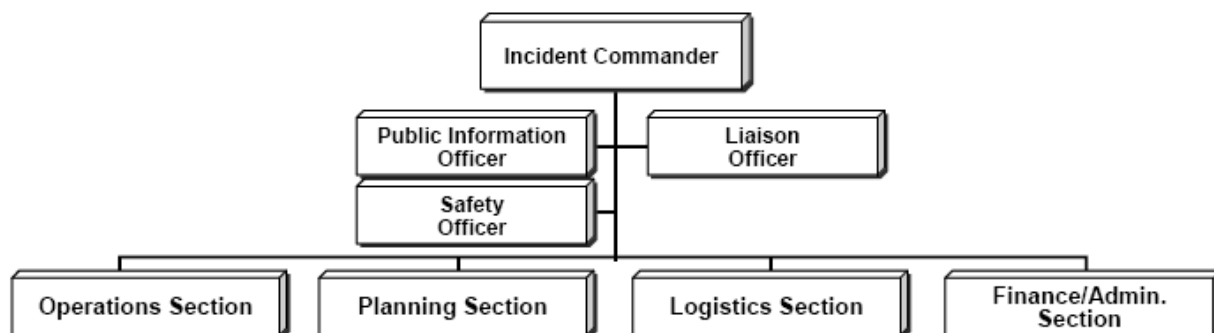 Incident Commander
Public Information
Officer
Liaison
Officer
Safety
Officer
Operations Section
Planning Section
Logistics Section
Finance/Admin.
Section